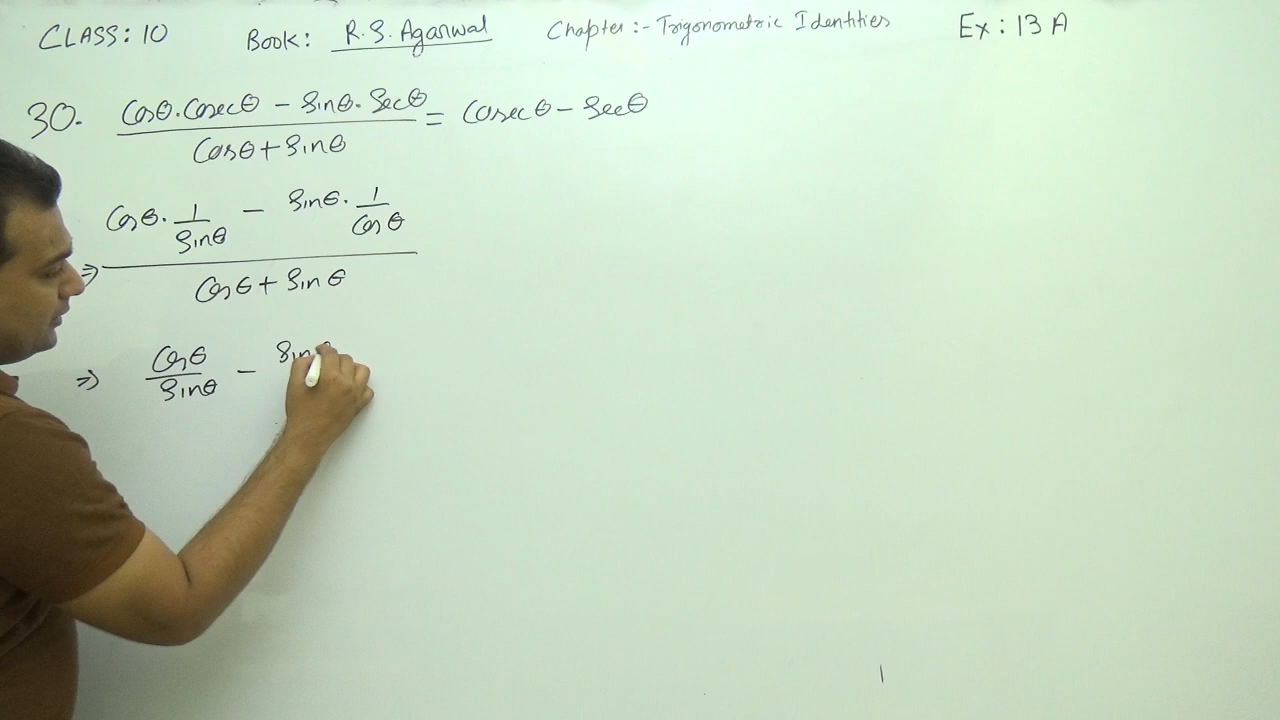 CLASS: 10 Book: R.S. Agarwal Chapter :- Trigonometric Identities Ex: 13 A
30. Cosθ.Cosecθ - Sinθ.Secθ = Cosecθ - Secθ
Cosθ + Sinθ
Cosθ. 1 - Sinθ. 1
Sinθ Cosθ
⇒
Cosθ + Sinθ
⇒ Cosθ - Sin
Sinθ